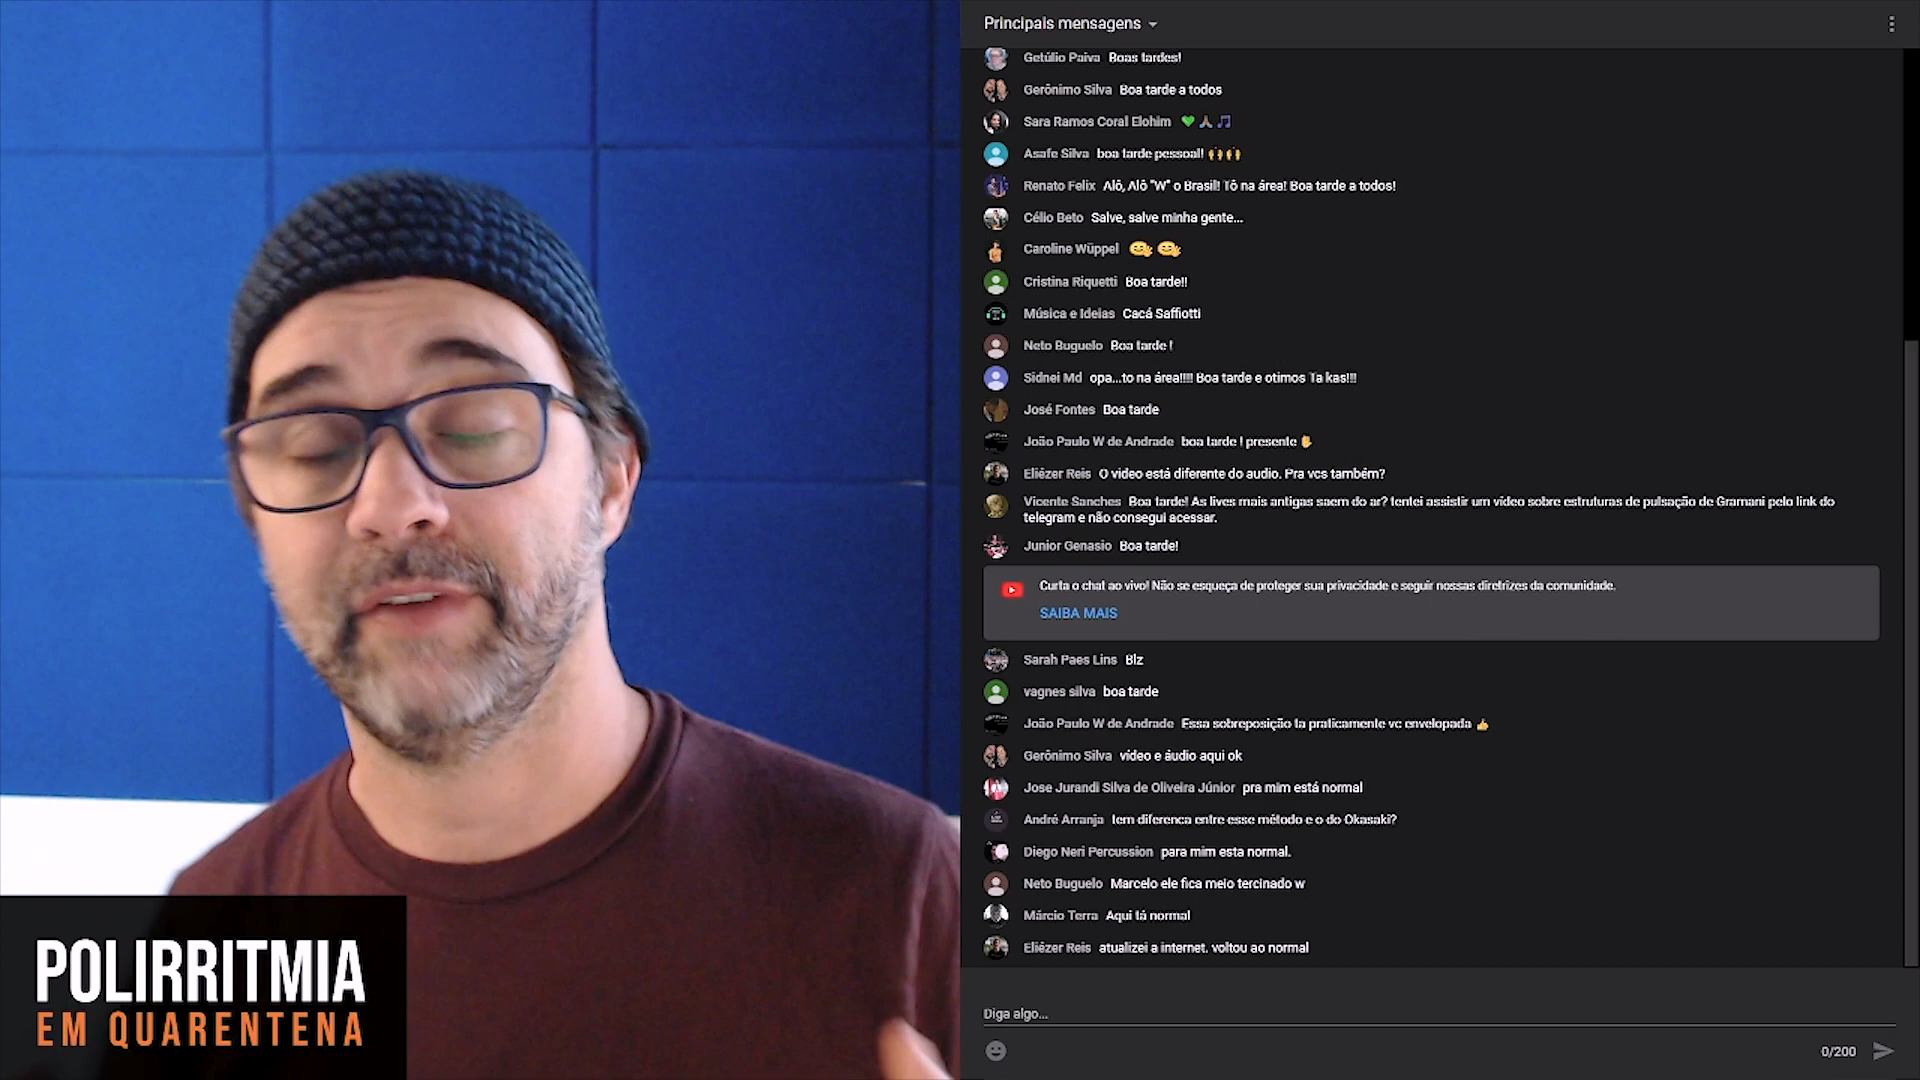 Principais mensagens
Getúlio Paiva Boas tardes!
Gerônimo Silva Boa tarde a todos
Sara Ramos Coral Elohim 💚🙏🏽🎵
Asafe Silva boa tarde pessoal! 🙌🙌
Renato Felix Alô, Alô "W" o Brasil! Tô na área! Boa tarde a todos!
Célio Beto Salve, salve minha gente...
Caroline Wüppel
Cristina Riquetti Boa tarde!!
Música e Ideias Cacá Saffiotti
Neto Buguelo Boa tarde !
Sidnei Md opa...to na área!!!! Boa tarde e otimos Ta kas!!!
José Fontes Boa tarde
João Paulo W de Andrade boa tarde ! presente ✋
Eliézer Reis O video está diferente do audio. Pra vcs também?
Vicente Sanches Boa tarde! As lives mais antigas saem do ar? tentei assistir um vídeo sobre estruturas de pulsação de Gramani pelo link do
telegram e não consegui acessar.
Junior Genasio Boa tarde!
Curta o chat ao vivo! Não se esqueça de proteger sua privacidade e seguir nossas diretrizes da comunidade.
SAIBA MAIS
Sarah Paes Lins Blz
vagnes silva boa tarde
João Paulo W de Andrade Essa sobreposição ta praticamente vc envelopada 👍
Gerônimo Silva vídeo e áudio aqui ok
Jose Jurandi Silva de Oliveira Júnior pra mim está normal
André Arranja tem diferenca entre esse método e o do Okasaki?
Diego Neri Percussion para mim esta normal.
Neto Buguelo Marcelo ele fica meio tercinado w
Márcio Terra Aqui tá normal
Eliézer Reis atualizei a internet. voltou ao normal
Diga algo...
0/200
POLIRRITMIA
EM QUARENTENA